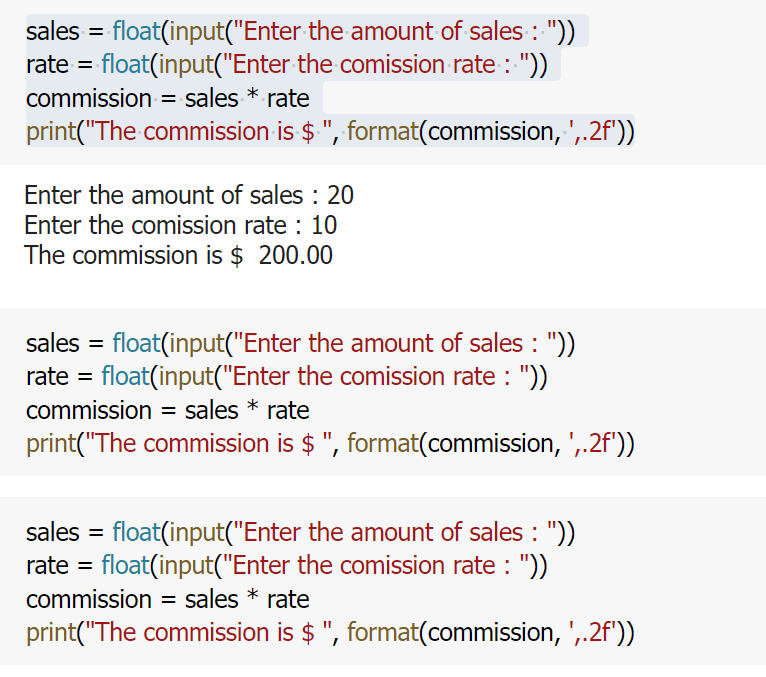 sales = float(input("Enter the amount of sales : "))
rate = float(input("Enter the comission rate : "))
commission = sales * rate
print("The commission is $ ", format(commission, ',.2f'))
Enter the amount of sales : 20
Enter the comission rate : 10
The commission is $  200.00
sales = float(input("Enter the amount of sales : "))
rate = float(input("Enter the comission rate : "))
commission = sales * rate
print("The commission is $ ", format(commission, ',.2f'))
sales = float(input("Enter the amount of sales : "))
rate = float(input("Enter the comission rate : "))
commission = sales * rate
print("The commission is $ ", format(commission, ',.2f'))